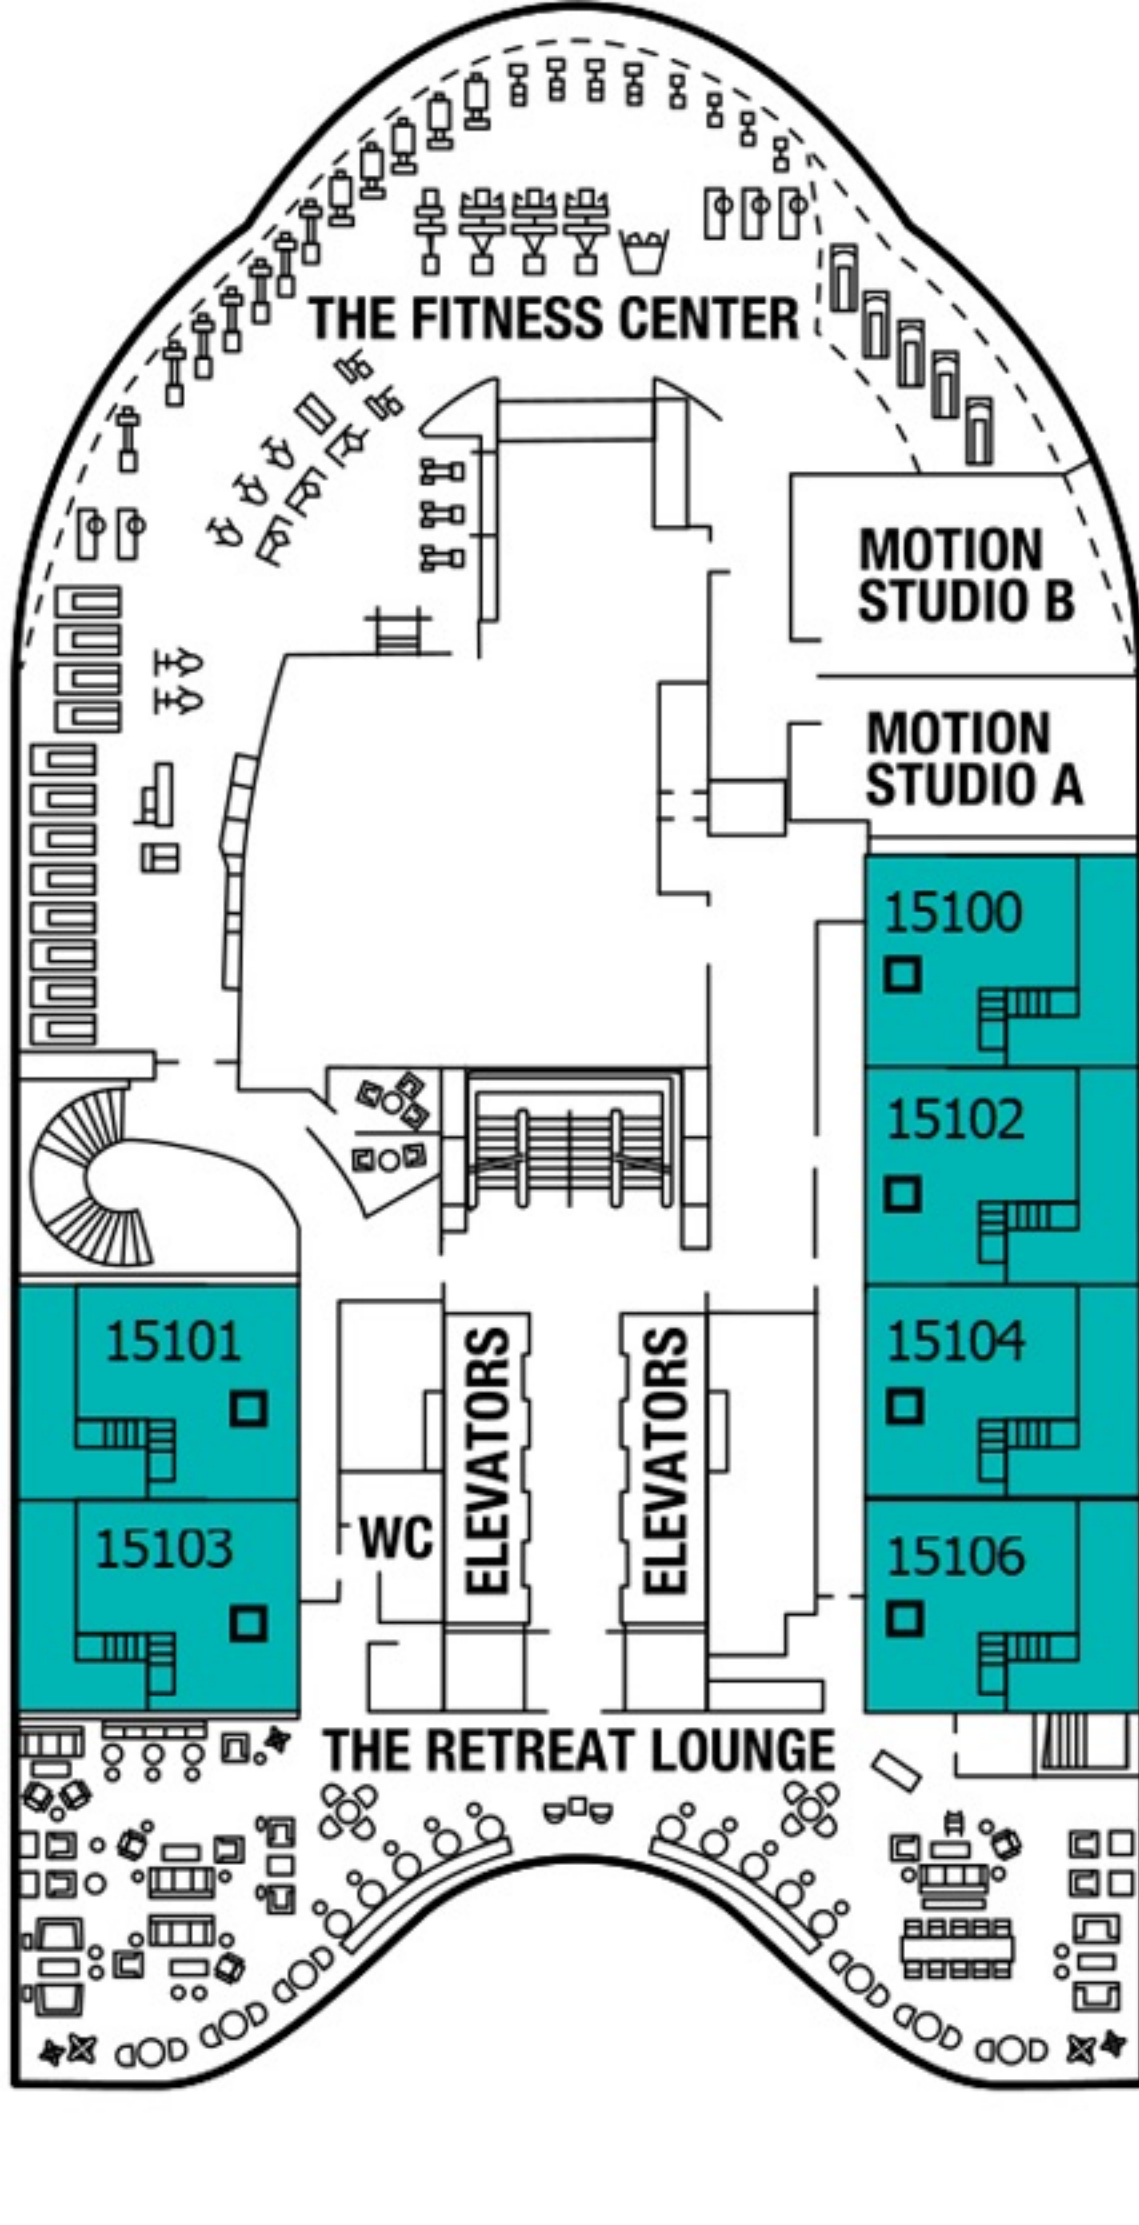 THE FITNESS CENTER
MOTION
STUDIO B
MOTION
STUDIO A
15100
15102
15101
ELEVATORS
ELEVATORS
15104
15103
WC
15106
THE RETREAT LOUNGE